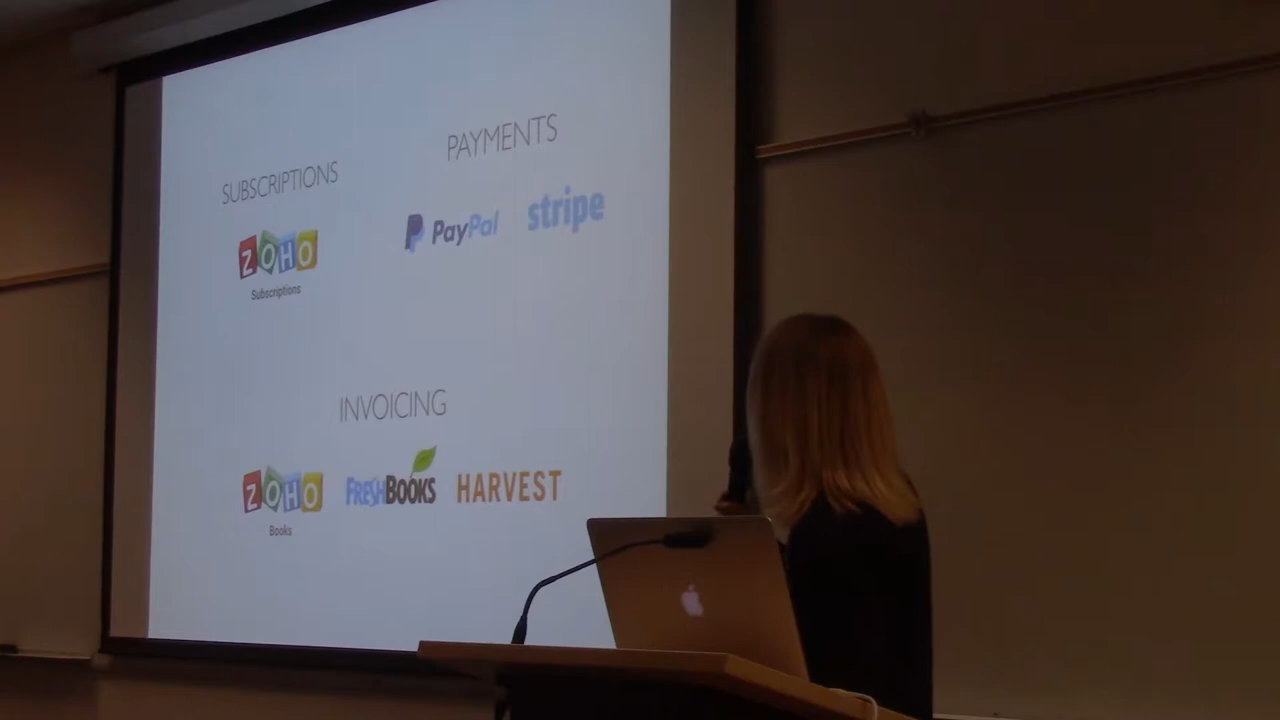 SUBSCRIPTIONS
ZOHO
Subscriptions
PAYMENTS
PayPal
stripe
INVOICING
ZOHO
Books
FRESHBOOKS
HARVEST